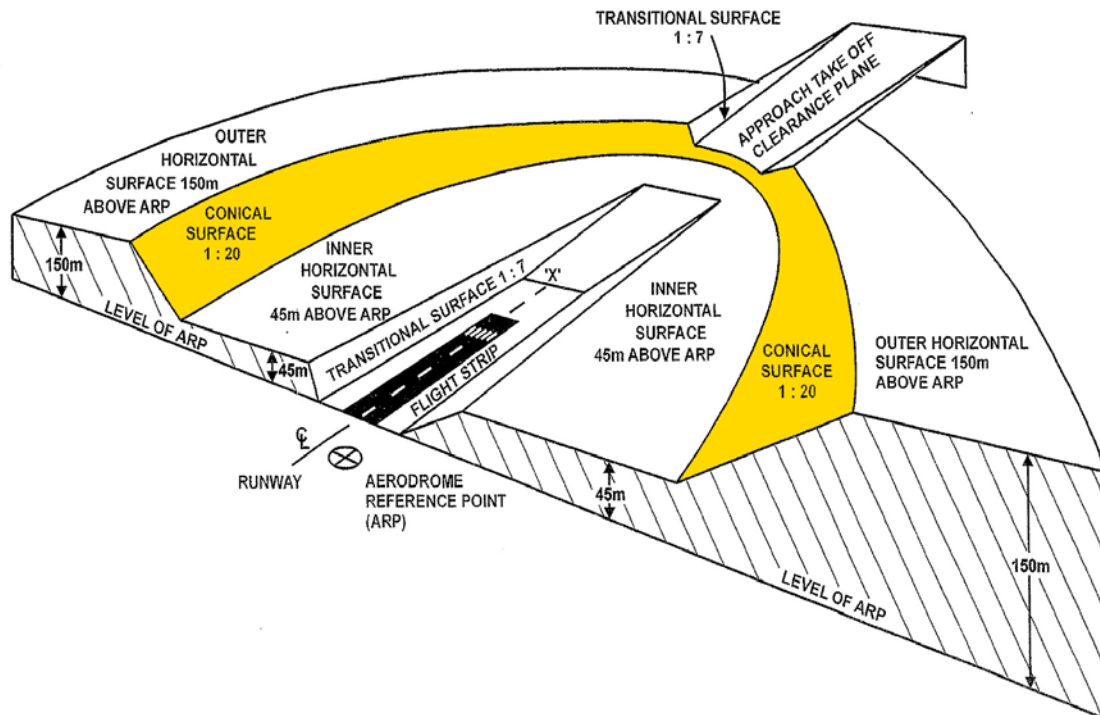 TRANSITIONAL SURFACE
1 : 7
APPROACH TAKE OFF
CLEARANCE PLANE
OUTER
HORIZONTAL
SURFACE 150m
ABOVE ARP
CONICAL
SURFACE
1 : 20
150m
LEVEL OF ARP
INNER
HORIZONTAL
SURFACE
45m ABOVE ARP
45m
TRANSITIONAL SURFACE 1 : 7
'X'
FLIGHT STRIP
INNER
HORIZONTAL
SURFACE
45m ABOVE ARP
CONICAL
SURFACE
1 : 20
OUTER HORIZONTAL
SURFACE 150m
ABOVE ARP
℄
RUNWAY
AERODROME
REFERENCE POINT
(ARP)
45m
LEVEL OF ARP
150m